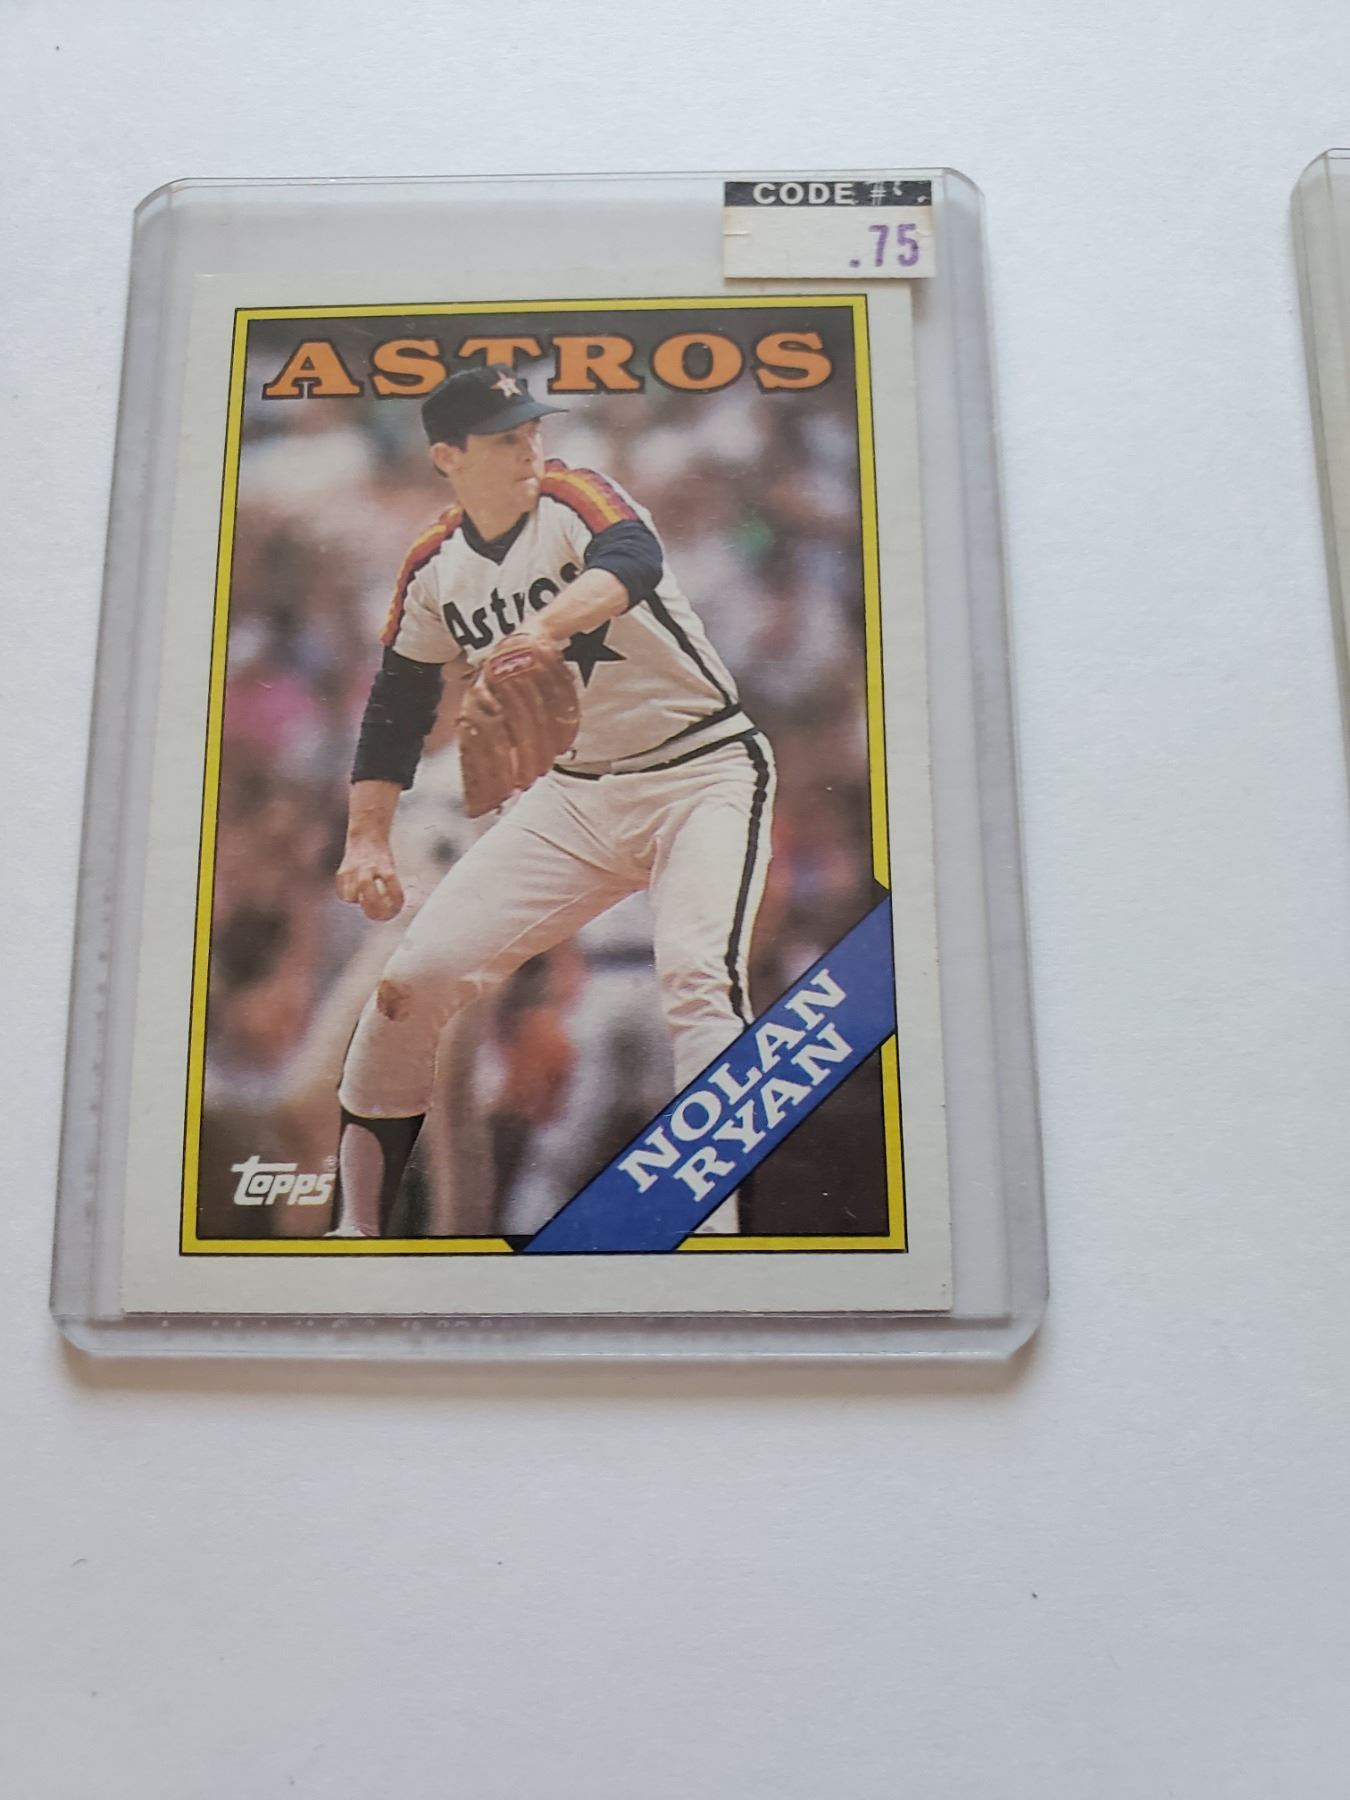 CODE #
.75
ASTROS
Astros
NOLAN
RYAN
topps®